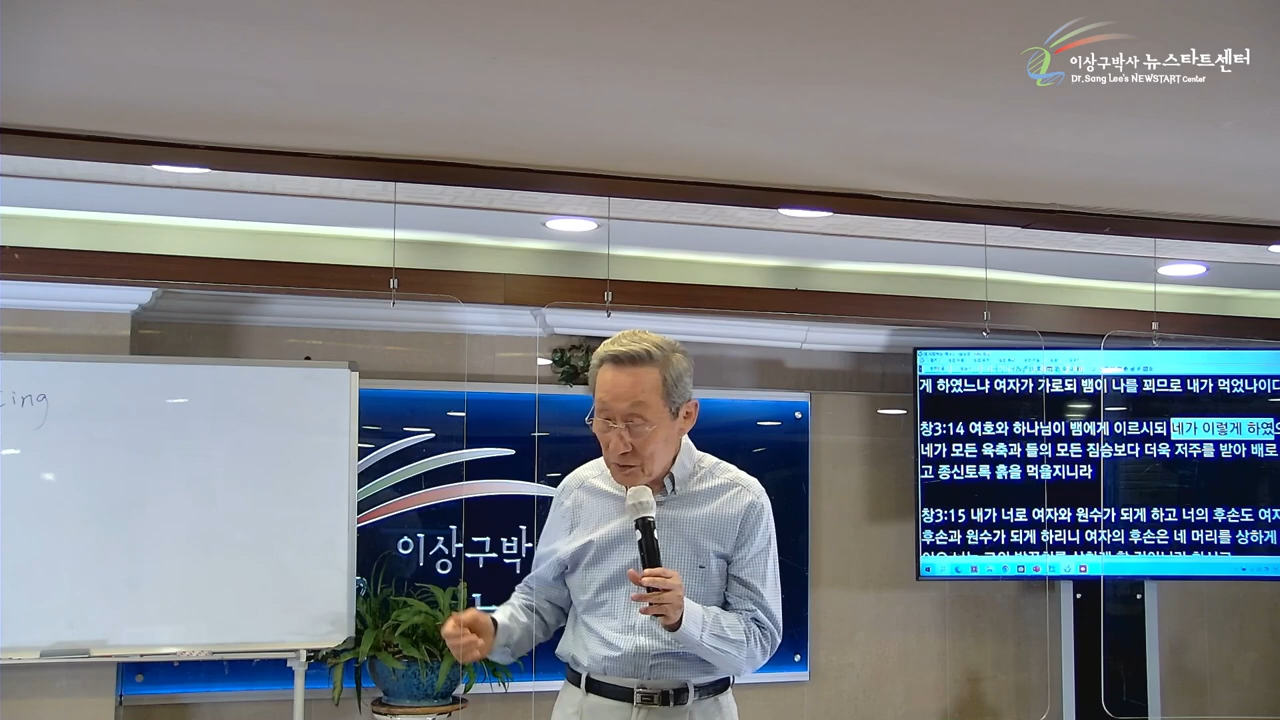 이상구박사 뉴스타트센터
Dr. Sang Lee's NEWSTART Center
ing
이상구박
게 하였느냐 여자가 가로되 뱀이 나를 꾀므로 내가 먹었나이다
창3:14 여호와 하나님이 뱀에게 이르시되 네가 이렇게 하였으
네가 모든 육축과 들의 모든 짐승보다 더욱 저주를 받아 배로
고 종신토록 흙을 먹을지니라
창3:15 내가 너로 여자와 원수가 되게 하고 너의 후손도 여자
후손과 원수가 되게 하리니 여자의 후손은 네 머리를 상하게